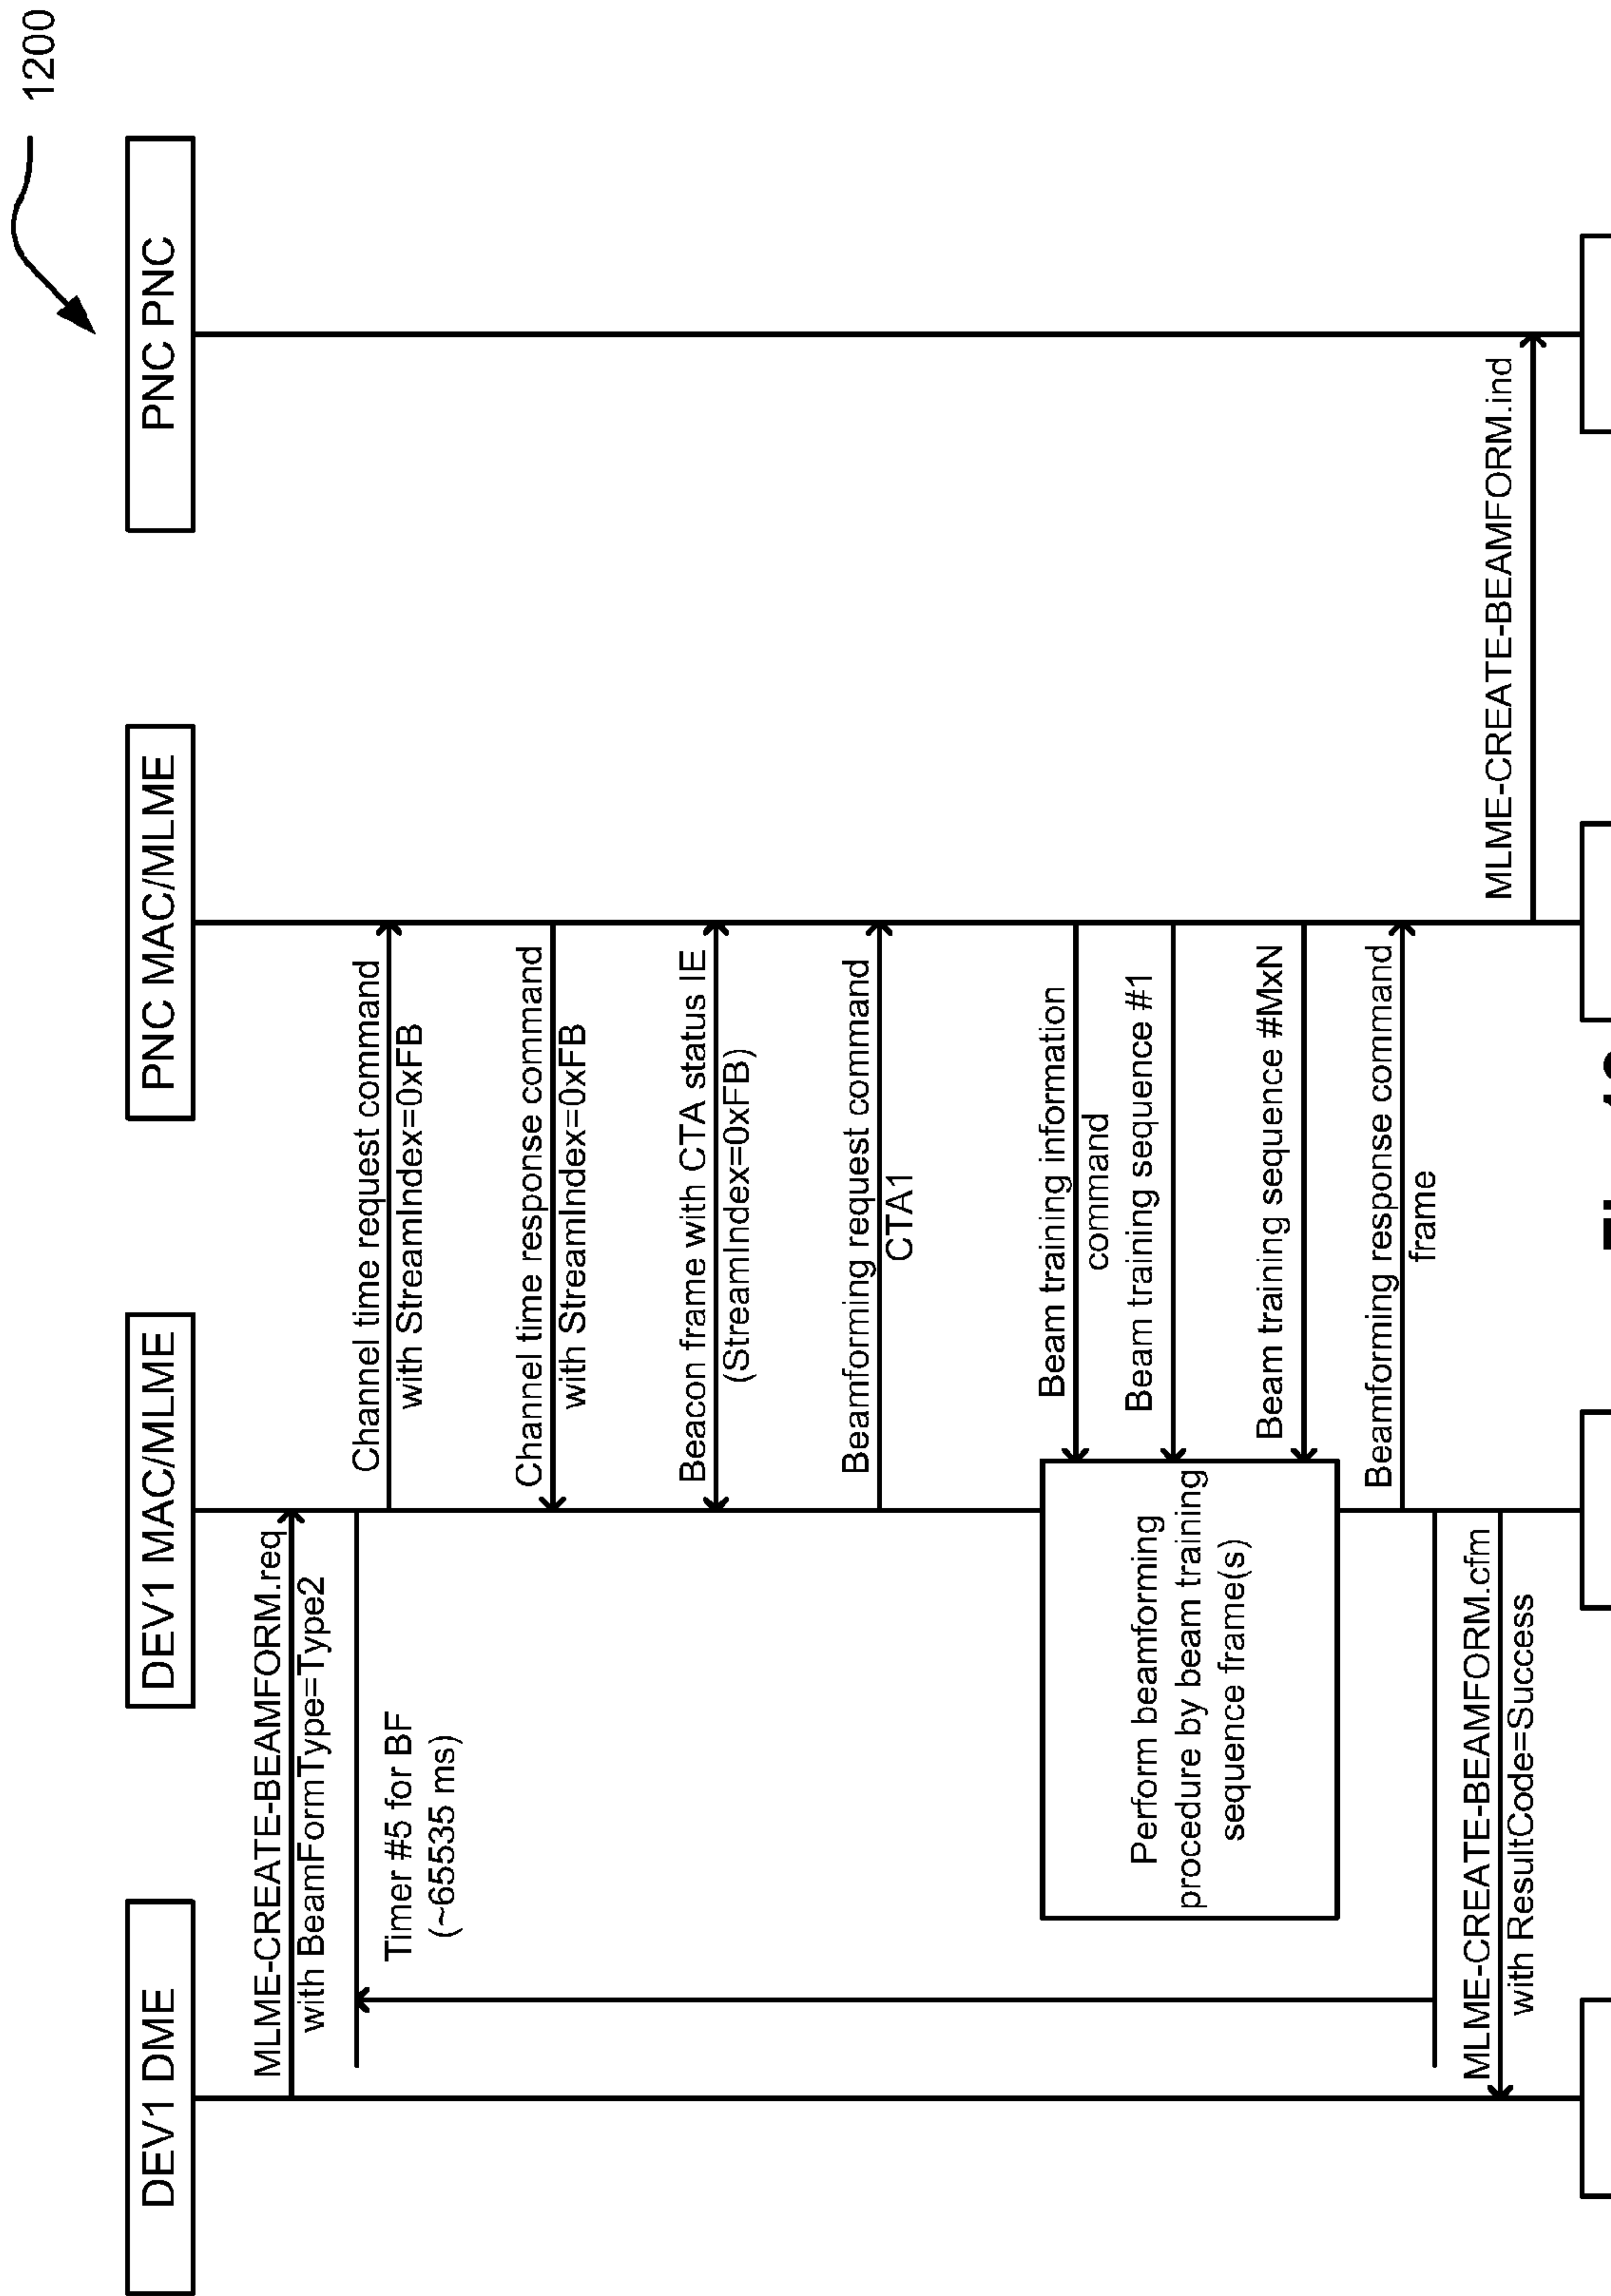 1200
DEV1 DME
DEV1 MAC/MLME
PNC MAC/MLME
PNC PNC
MLME-CREATE-BEAMFORM.req
with BeamFormType=Type2
Timer #5 for BF
(~65535 ms)
Channel time request command
with StreamIndex=0xFB
Channel time response command
with StreamIndex=0xFB
Beacon frame with CTA status IE
(StreamIndex=0xFB)
Beamforming request command
CTA1
Beam training information
command
Beam training sequence #1
Beam training sequence #MxN
Perform beamforming
procedure by beam training
sequence frame(s)
Beamforming response command
frame
MLME-CREATE-BEAMFORM.cfm
with ResultCode=Success
MLME-CREATE-BEAMFORM.ind